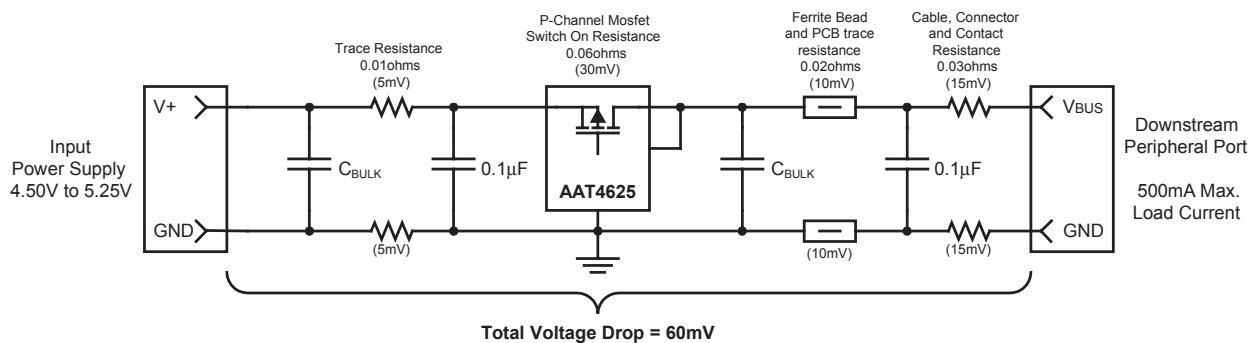 P-Channel Mosfet
Switch On Resistance
0.06ohms
(30mV)
Ferrite Bead
and PCB trace
resistance
0.02ohms
(10mV)
Cable, Connector
and Contact
Resistance
0.03ohms
(15mV)
Trace Resistance
0.01ohms
(5mV)
V+
VBUS
Input
Power Supply
4.50V to 5.25V
CBULK
0.1µF
AAT4625
CBULK
0.1µF
Downstream
Peripheral Port
500mA Max.
Load Current
GND
(5mV)
(10mV)
(15mV)
GND
Total Voltage Drop = 60mV